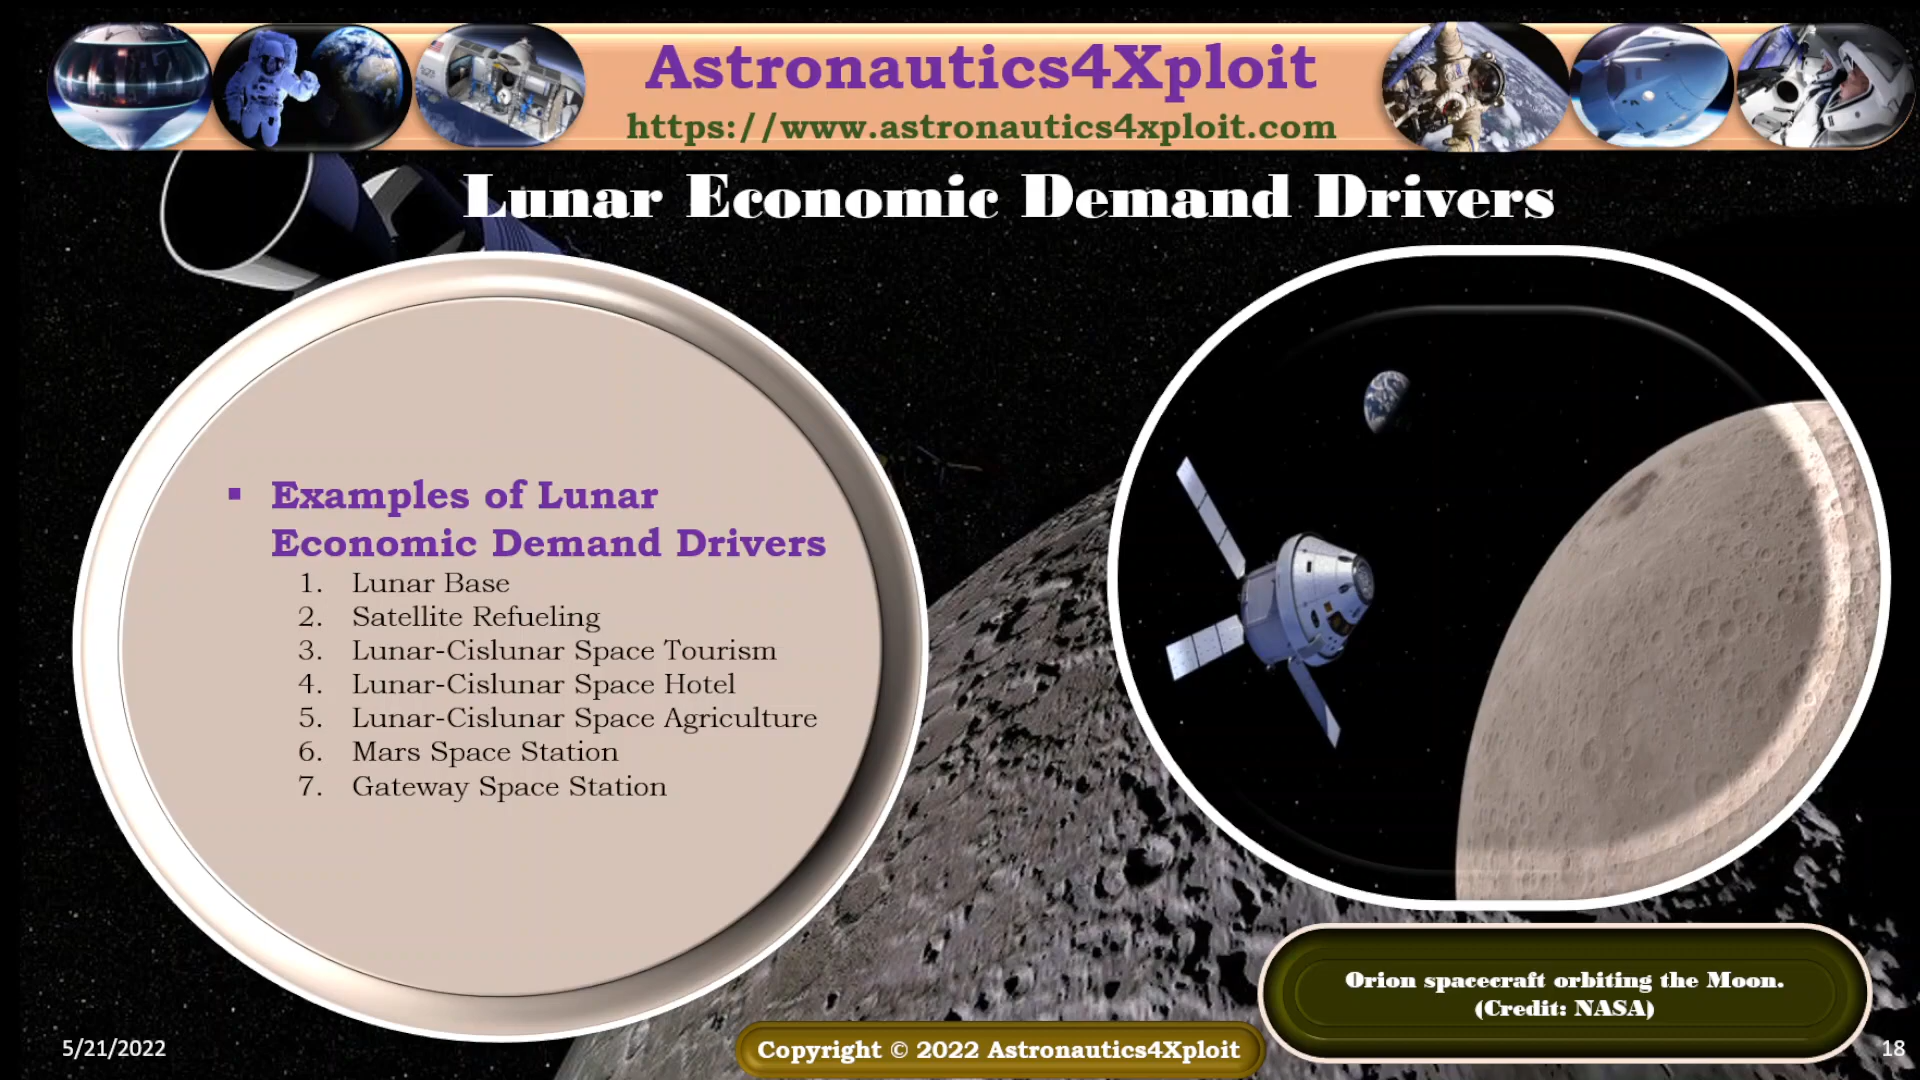 Astronautics4Xploit
https://www.astronautics4xploit.com
Lunar Economic Demand Drivers
▪ Examples of Lunar
Economic Demand Drivers
1. Lunar Base
2. Satellite Refueling
3. Lunar-Cislunar Space Tourism
4. Lunar-Cislunar Space Hotel
5. Lunar-Cislunar Space Agriculture
6. Mars Space Station
7. Gateway Space Station
Orion spacecraft orbiting the Moon.
(Credit: NASA)
5/21/2022
Copyright © 2022 Astronautics4Xploit
18